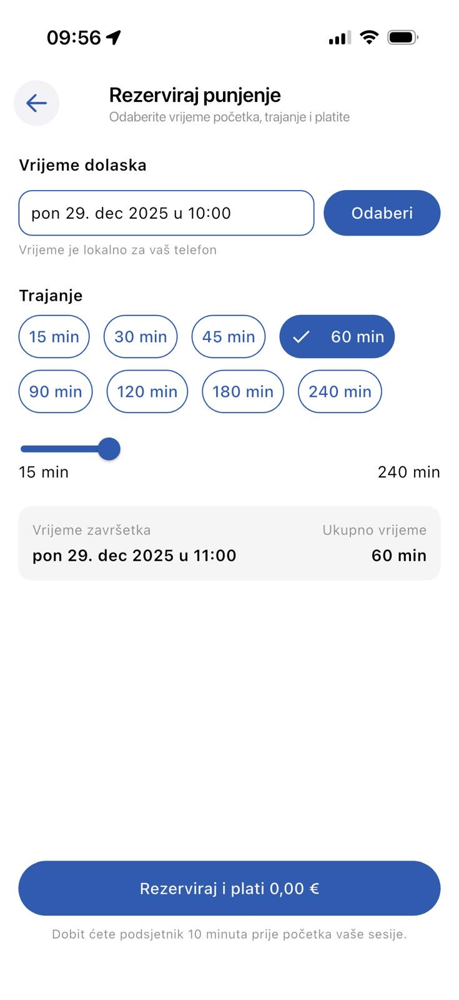 09:56
Rezerviraj punjenje
Odaberite vrijeme početka, trajanje i platite
Vrijeme dolaska
pon 29. dec 2025 u 10:00
Odaberi
Vrijeme je lokalno za vaš telefon
Trajanje
15 min 30 min 45 min 60 min
90 min 120 min 180 min 240 min
15 min 240 min
Vrijeme završetka Ukupno vrijeme
pon 29. dec 2025 u 11:00 60 min
Rezerviraj i plati 0,00 €
Dobit ćete podsjetnik 10 minuta prije početka vaše sesije.